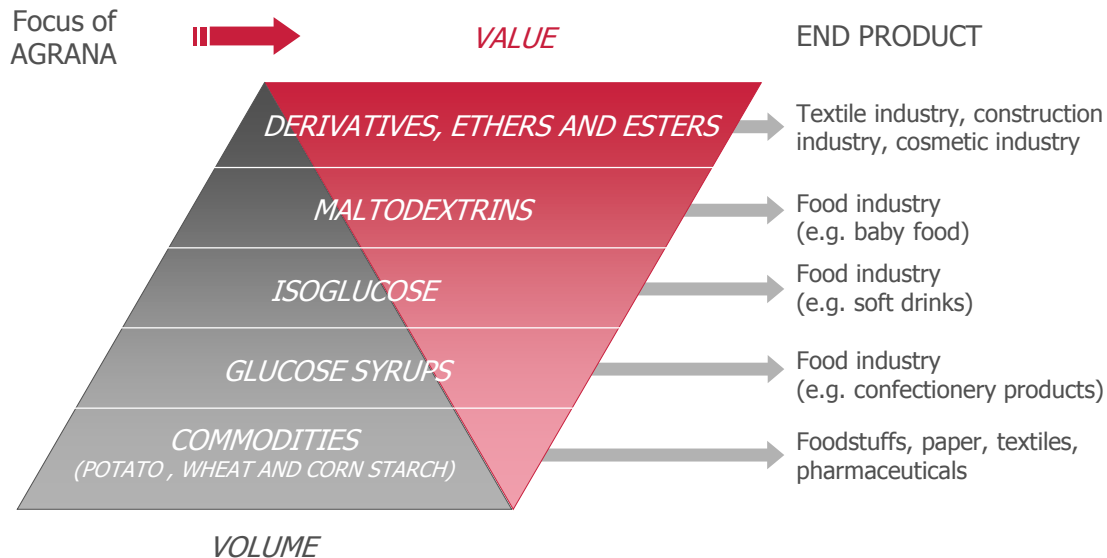 Focus of
AGRANA
VALUE
END PRODUCT
DERIVATIVES, ETHERS AND ESTERS
Textile industry, construction
industry, cosmetic industry
MALTODEXTRINS
Food industry
(e.g. baby food)
ISOGLUCOSE
Food industry
(e.g. soft drinks)
GLUCOSE SYRUPS
Food industry
(e.g. confectionery products)
COMMODITIES
(POTATO , WHEAT AND CORN STARCH)
Foodstuffs, paper, textiles,
pharmaceuticals
VOLUME